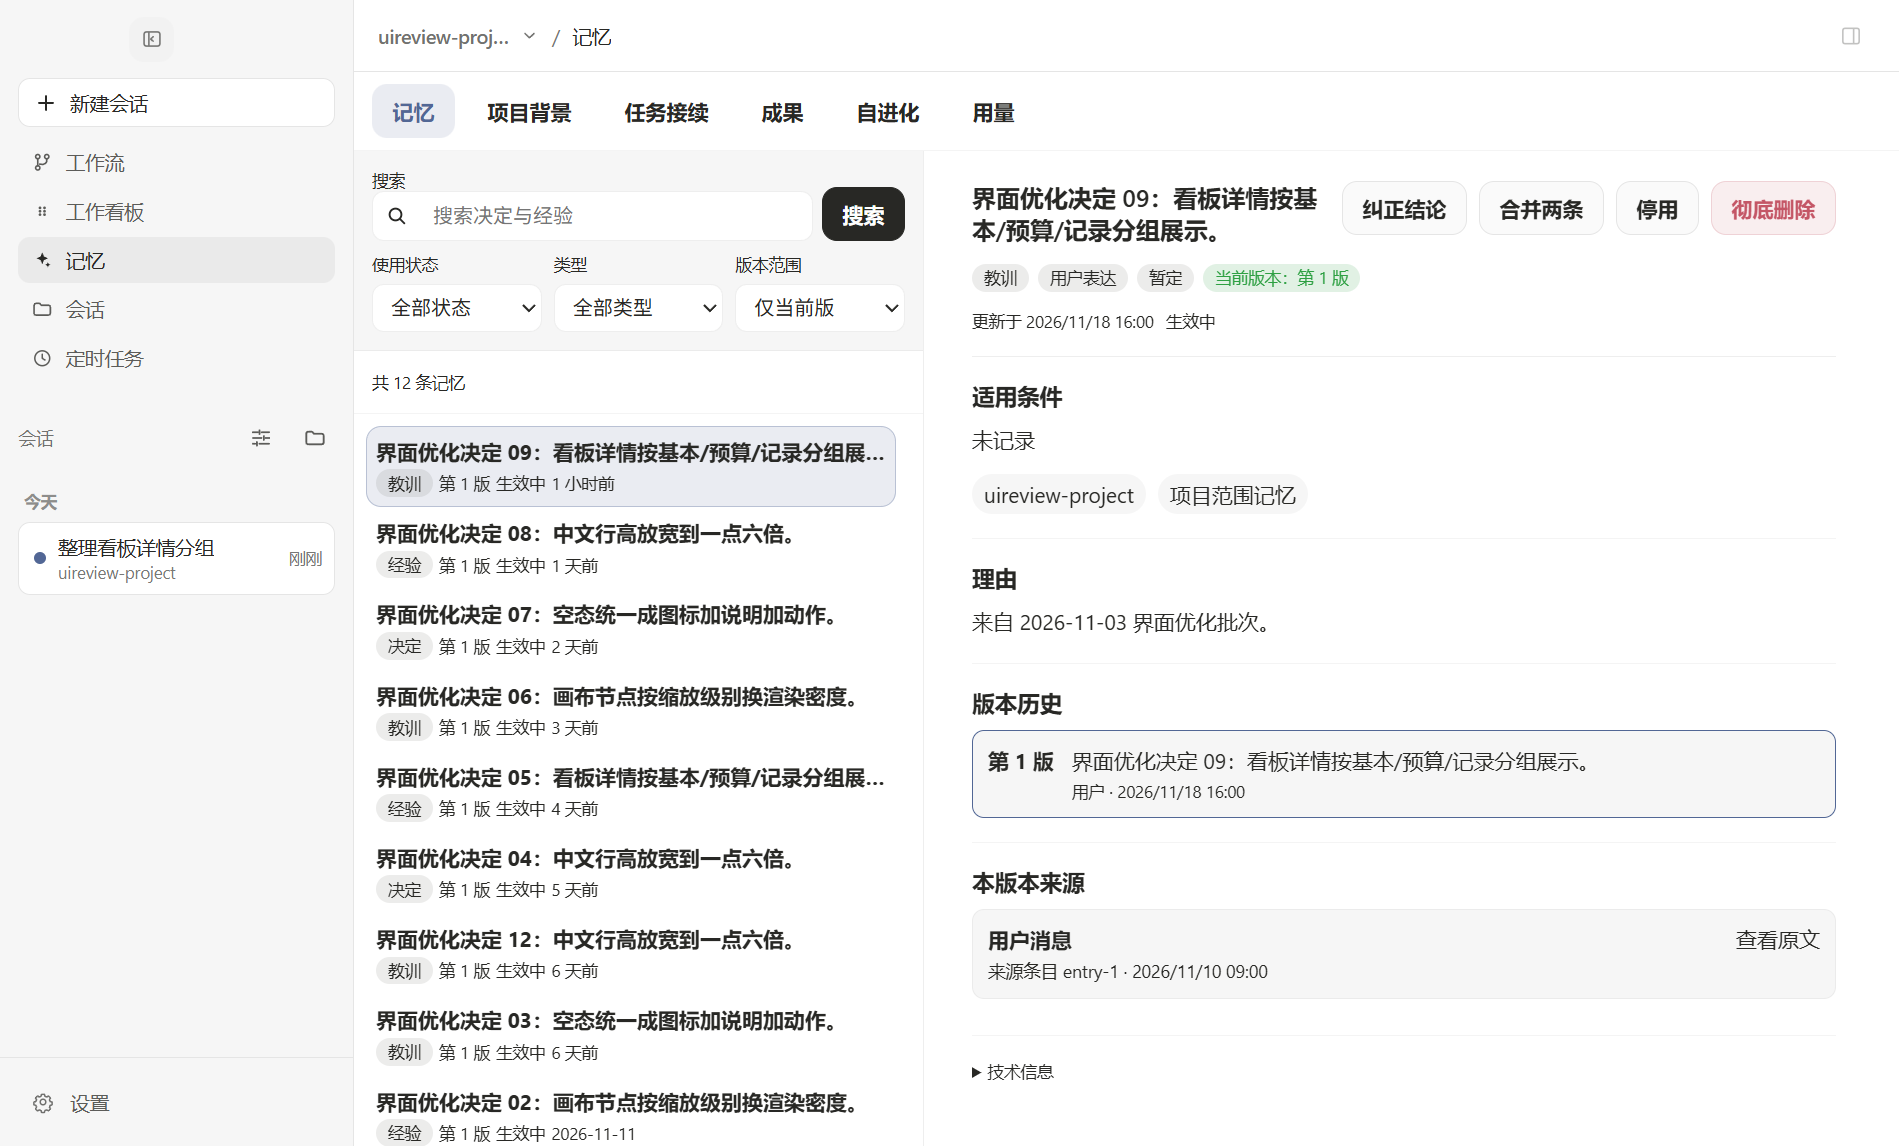 新建会话
工作流
工作看板
记忆
会话
定时任务
会话
今天
整理看板详情分组
uireview-project
刚刚
设置
uireview-proj... / 记忆
记忆 项目背景 任务接续 成果 自进化 用量
搜索
搜索决定与经验
搜索
使用状态 类型 版本范围
全部状态 全部类型 仅当前版
共 12 条记忆
界面优化决定 09：看板详情按基本/预算/记录分组展...
教训 第 1 版 生效中 1 小时前
界面优化决定 08：中文行高放宽到一点六倍。
经验 第 1 版 生效中 1 天前
界面优化决定 07：空态统一成图标加说明加动作。
决定 第 1 版 生效中 2 天前
界面优化决定 06：画布节点按缩放级别换渲染密度。
教训 第 1 版 生效中 3 天前
界面优化决定 05：看板详情按基本/预算/记录分组展...
经验 第 1 版 生效中 4 天前
界面优化决定 04：中文行高放宽到一点六倍。
决定 第 1 版 生效中 5 天前
界面优化决定 12：中文行高放宽到一点六倍。
教训 第 1 版 生效中 6 天前
界面优化决定 03：空态统一成图标加说明加动作。
教训 第 1 版 生效中 6 天前
界面优化决定 02：画布节点按缩放级别换渲染密度。
经验 第 1 版 生效中 2026-11-11
界面优化决定 09：看板详情按基
本/预算/记录分组展示。
纠正结论 合并两条 停用 彻底删除
教训 用户表达 暂定 当前版本：第 1 版
更新于 2026/11/18 16:00 生效中
适用条件
未记录
uireview-project 项目范围记忆
理由
来自 2026-11-03 界面优化批次。
版本历史
第 1 版 界面优化决定 09：看板详情按基本/预算/记录分组展示。
用户 · 2026/11/18 16:00
本版本来源
用户消息 查看原文
来源条目 entry-1 · 2026/11/10 09:00
技术信息